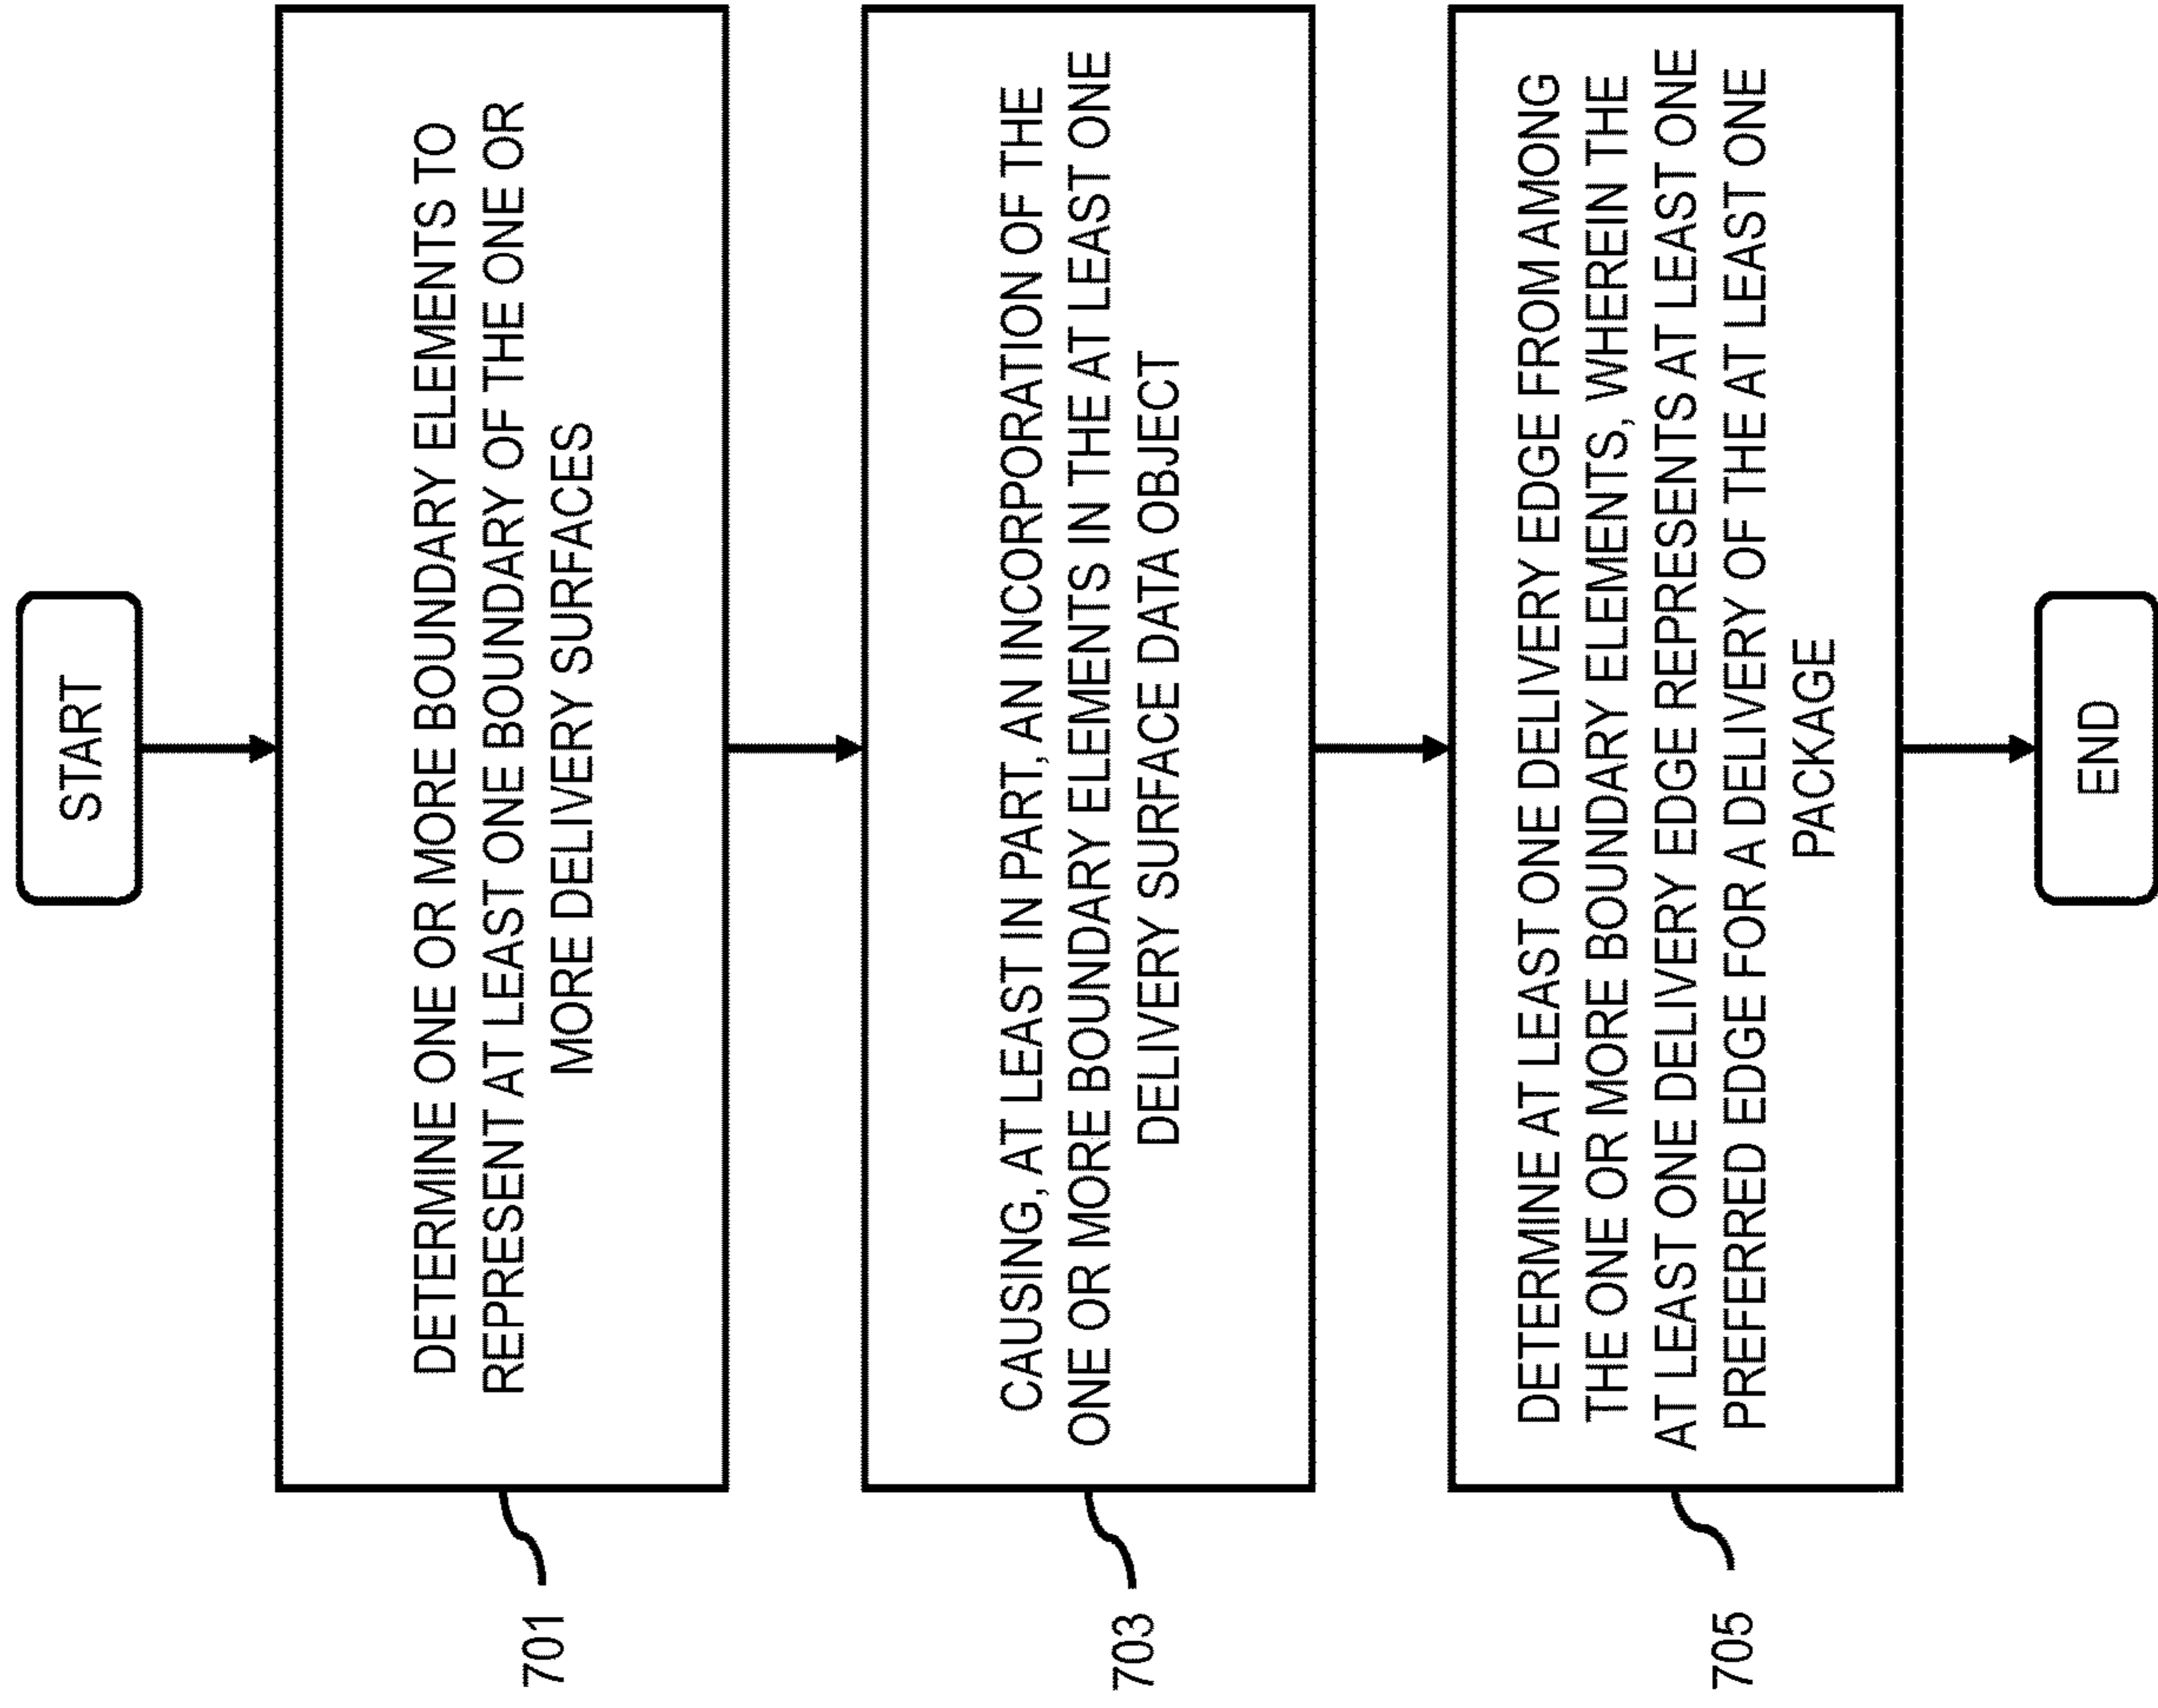 START
DETERMINE ONE OR MORE BOUNDARY ELEMENTS TO
REPRESENT AT LEAST ONE BOUNDARY OF THE ONE OR
MORE DELIVERY SURFACES
701
CAUSING, AT LEAST IN PART, AN INCORPORATION OF THE
ONE OR MORE BOUNDARY ELEMENTS IN THE AT LEAST ONE
DELIVERY SURFACE DATA OBJECT
703
DETERMINE AT LEAST ONE DELIVERY EDGE FROM AMONG
THE ONE OR MORE BOUNDARY ELEMENTS, WHEREIN THE
AT LEAST ONE DELIVERY EDGE REPRESENTS AT LEAST ONE
PREFERRED EDGE FOR A DELIVERY OF THE AT LEAST ONE
PACKAGE
705
END